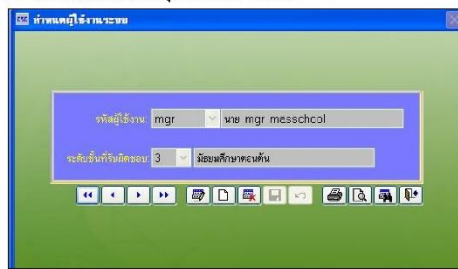 กำหนดผู้ใช้งานระบบ
รหัสผู้ใช้งาน: mgr นาย mgr messchool
ระดับชั้นที่รับผิดชอบ: 3 มัธยมศึกษาตอนต้น